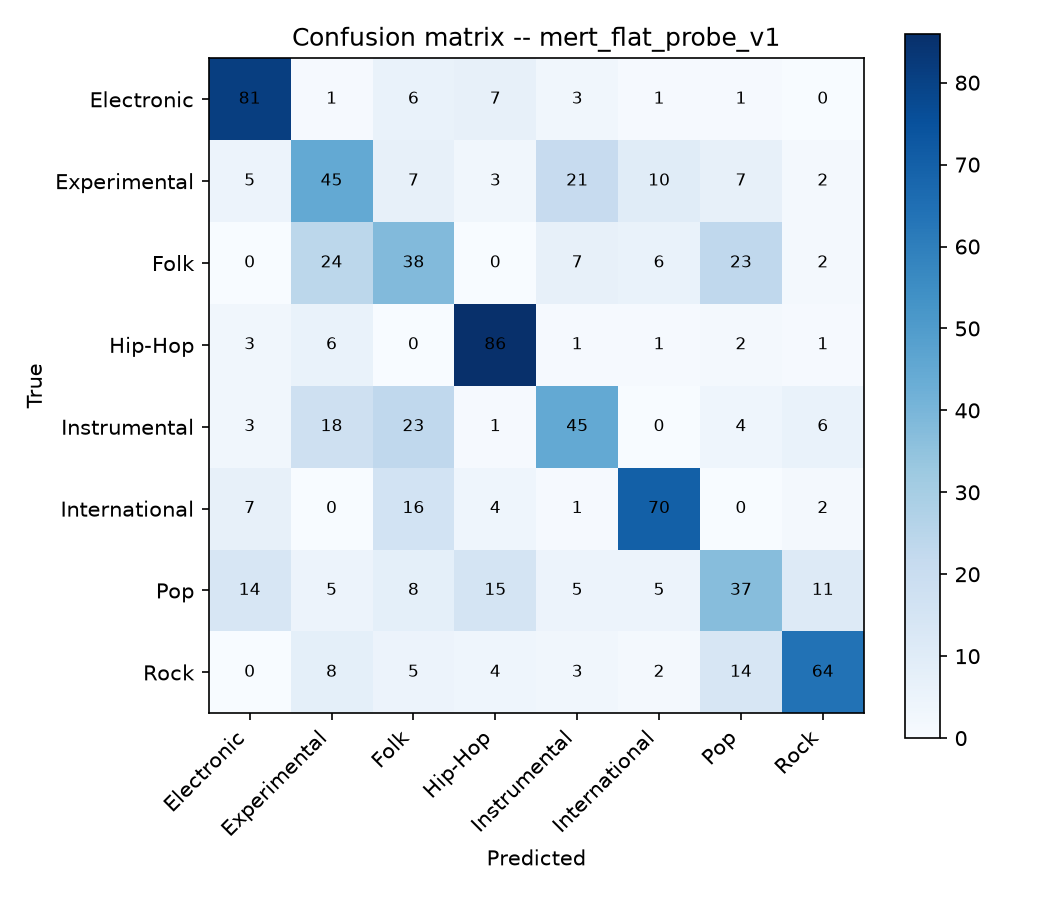 Confusion matrix -- mert_flat_probe_v1
Electronic 81 1 6 7 3 1 1 0
Experimental 5 45 7 3 21 10 7 2
Folk 0 24 38 0 7 6 23 2
Hip-Hop 3 6 0 86 1 1 2 1
Instrumental 3 18 23 1 45 0 4 6
International 7 0 16 4 1 70 0 2
Pop 14 5 8 15 5 5 37 11
Rock 0 8 5 4 3 2 14 64
True
Electronic Experimental Folk Hip-Hop Instrumental International Pop Rock
Predicted
80
70
60
50
40
30
20
10
0